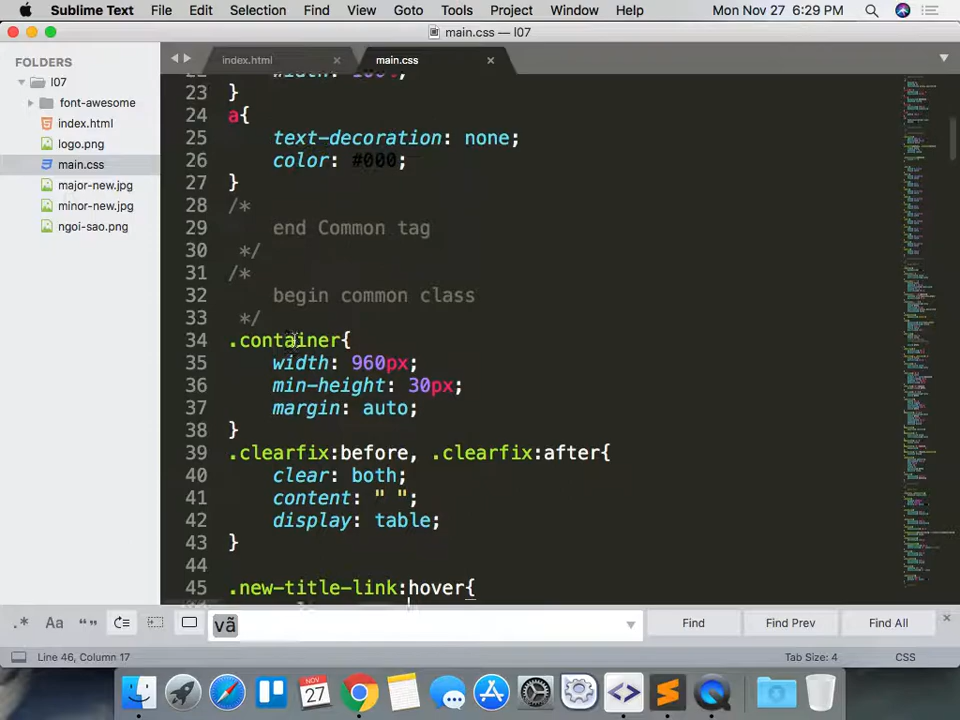 Sublime Text File Edit Selection Find View Goto Tools Project Window Help Mon Nov 27 6:29 PM
main.css — l07
FOLDERS
l07
font-awesome
index.html
logo.png
main.css
major-new.jpg
minor-new.jpg
ngoi-sao.png
index.html main.css
22 width: 100%;
23 }
24 a{
25 text-decoration: none;
26 color: #000;
27 }
28 /*
29 end Common tag
30 */
31 /*
32 begin common class
33 */
34 .container{
35 width: 960px;
36 min-height: 30px;
37 margin: auto;
38 }
39 .clearfix:before, .clearfix:after{
40 clear: both;
41 content: " ";
42 display: table;
43 }
44
45 .new-title-link:hover{
.* Aa “” vã Find Find Prev Find All
Line 46, Column 17 Tab Size: 4 CSS
NOV
27